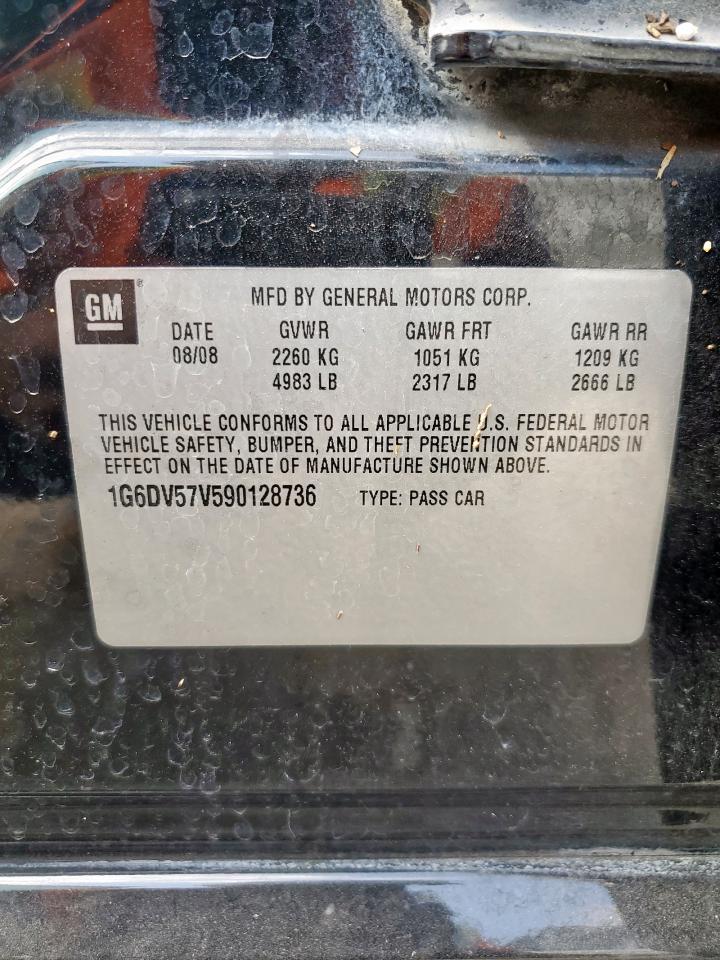 GM
MFD BY GENERAL MOTORS CORP.
DATE GVWR GAWR FRT GAWR RR
08/08 2260 KG 1051 KG 1209 KG
4983 LB 2317 LB 2666 LB
THIS VEHICLE CONFORMS TO ALL APPLICABLE U.S. FEDERAL MOTOR
VEHICLE SAFETY, BUMPER, AND THEFT PREVENTION STANDARDS IN
EFFECT ON THE DATE OF MANUFACTURE SHOWN ABOVE.
1G6DV57V590128736 TYPE: PASS CAR